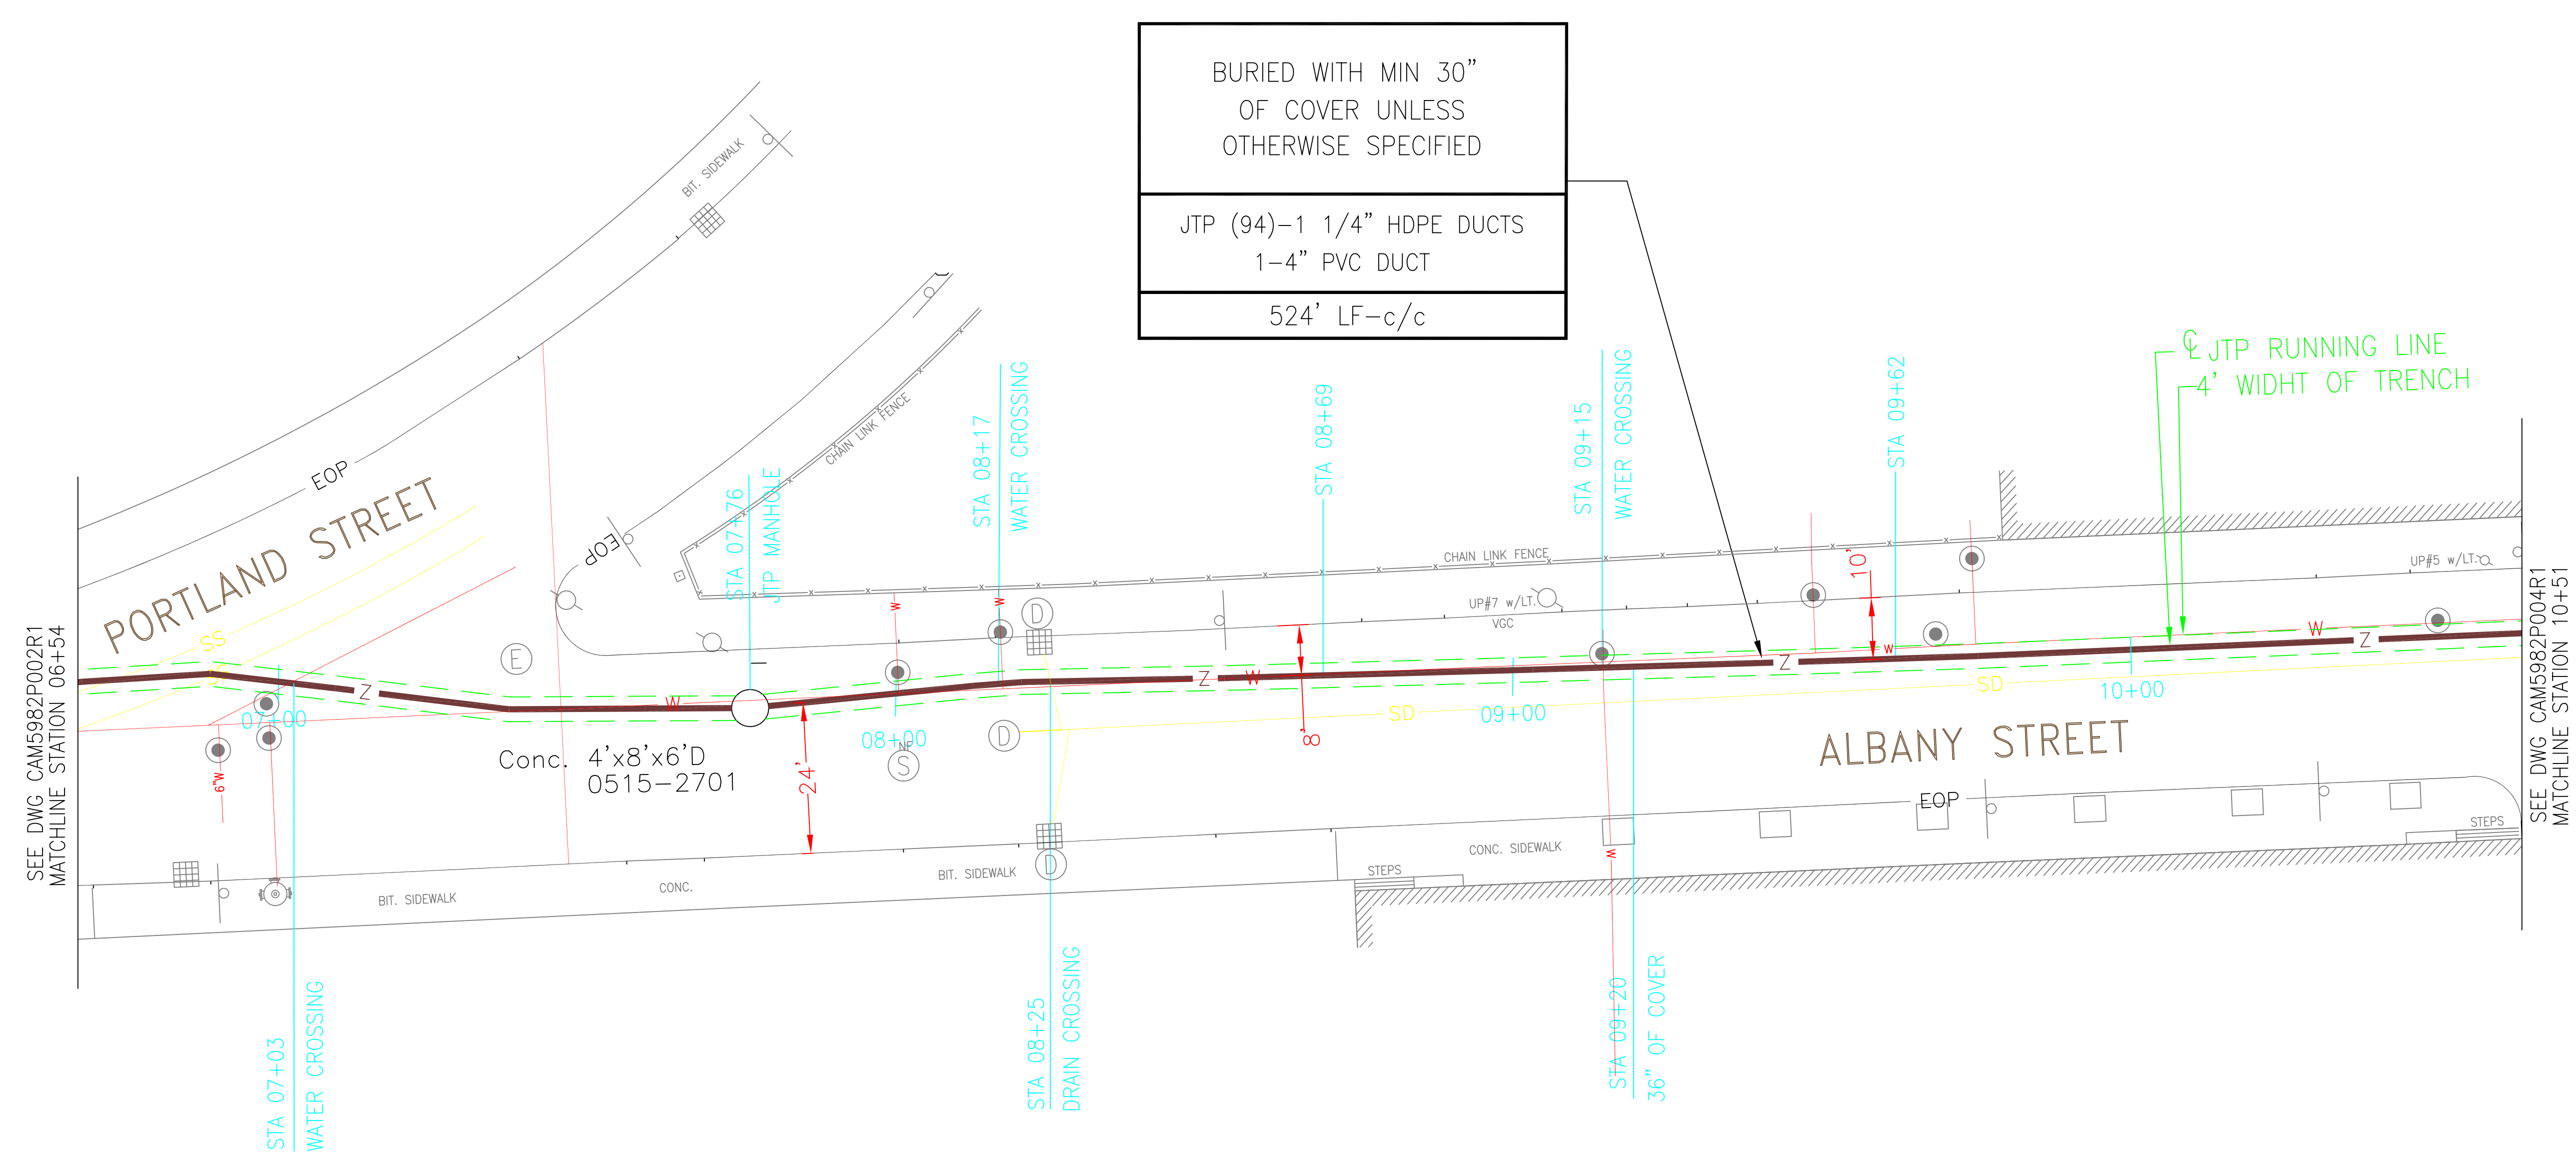 BURIED WITH MIN 30"
OF COVER UNLESS
OTHERWISE SPECIFIED
JTP (94)-1 1/4" HDPE DUCTS
1-4" PVC DUCT
524' LF-c/c
BIT. SIDEWALK
EOP
PORTLAND STREET
SS
EOP
CHAIN LINK FENCE
STA 07+76
JTP MANHOLE
STA 08+17
WATER CROSSING
STA 08+69
STA 09+15
WATER CROSSING
STA 09+62
℄ JTP RUNNING LINE
4' WIDHT OF TRENCH
CHAIN LINK FENCE
10'
UP#5 w/LT.
UP#7 w/LT.
VGC
SEE DWG CAM5982P002R1
MATCHLINE STATION 06+54
SEE DWG CAM5982P004R1
MATCHLINE STATION 10+51
E
D
W
W
Z
W
Z
W
Z
W
W
Z
07+00
08+00
09+00
10+00
NF
S
D
SD
SD
8'
24'
6"W
Conc. 4'x8'x6'D
0515-2701
ALBANY STREET
EOP
D
W
BIT. SIDEWALK
CONC.
BIT. SIDEWALK
STEPS
CONC. SIDEWALK
STEPS
STA 07+03
WATER CROSSING
STA 08+25
DRAIN CROSSING
STA 09+20
36" OF COVER